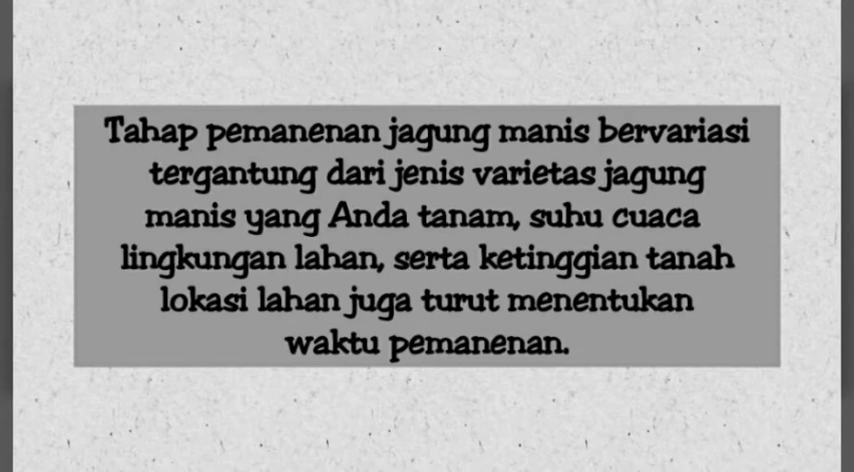 Tahap pemanenan jagung manis bervariasi
tergantung dari jenis varietas jagung
manis yang Anda tanam, suhu cuaca
lingkungan lahan, serta ketinggian tanah
lokasi lahan juga turut menentukan
waktu pemanenan.